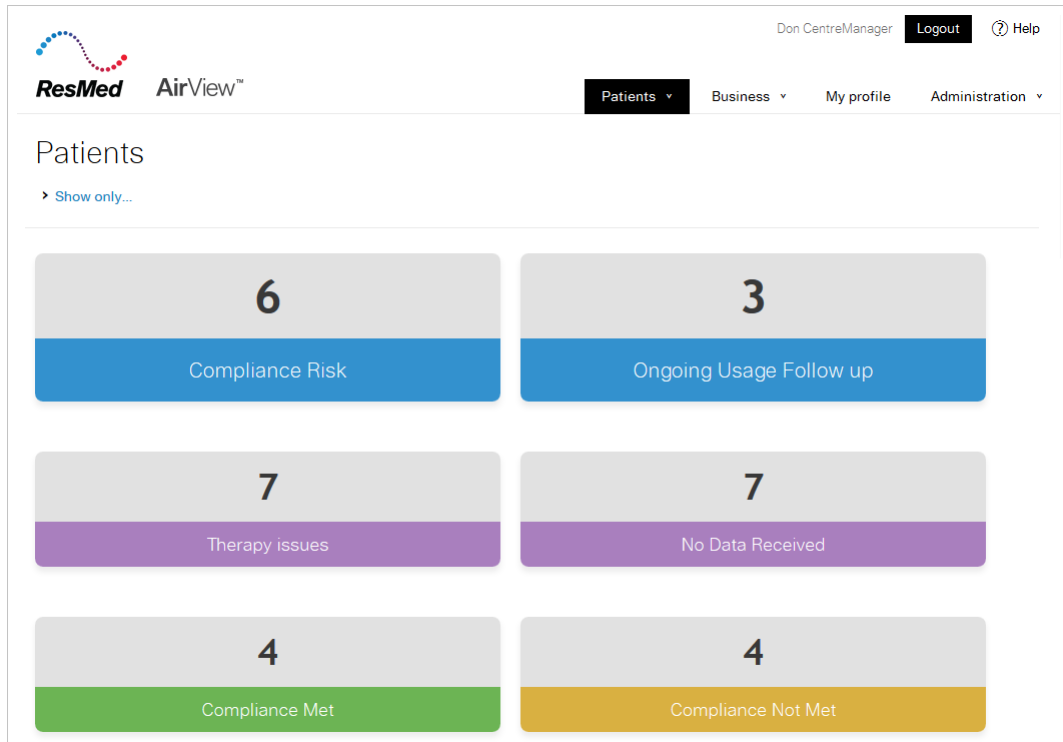 Don CentreManager Logout ? Help
ResMed AirView™
Patients Business My profile Administration
Patients
Show only...
6 3
Compliance Risk Ongoing Usage Follow up
7 7
Therapy issues No Data Received
4 4
Compliance Met Compliance Not Met